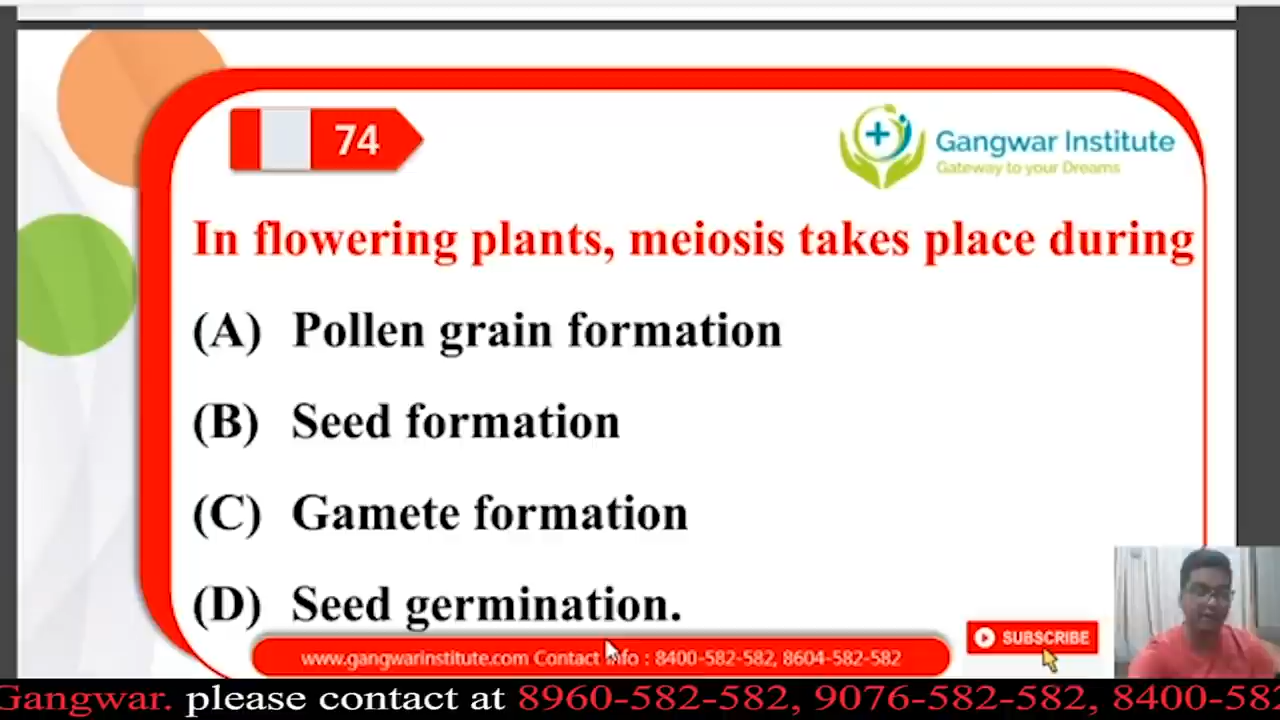 74
Gangwar Institute
Gateway to your Dreams
In flowering plants, meiosis takes place during
(A) Pollen grain formation
(B) Seed formation
(C) Gamete formation
(D) Seed germination.
SUBSCRIBE
www.gangwarinstitute.com Contact Info : 8400-582-582, 8604-582-582
Gangwar. please contact at 8960-582-582, 9076-582-582, 8400-582